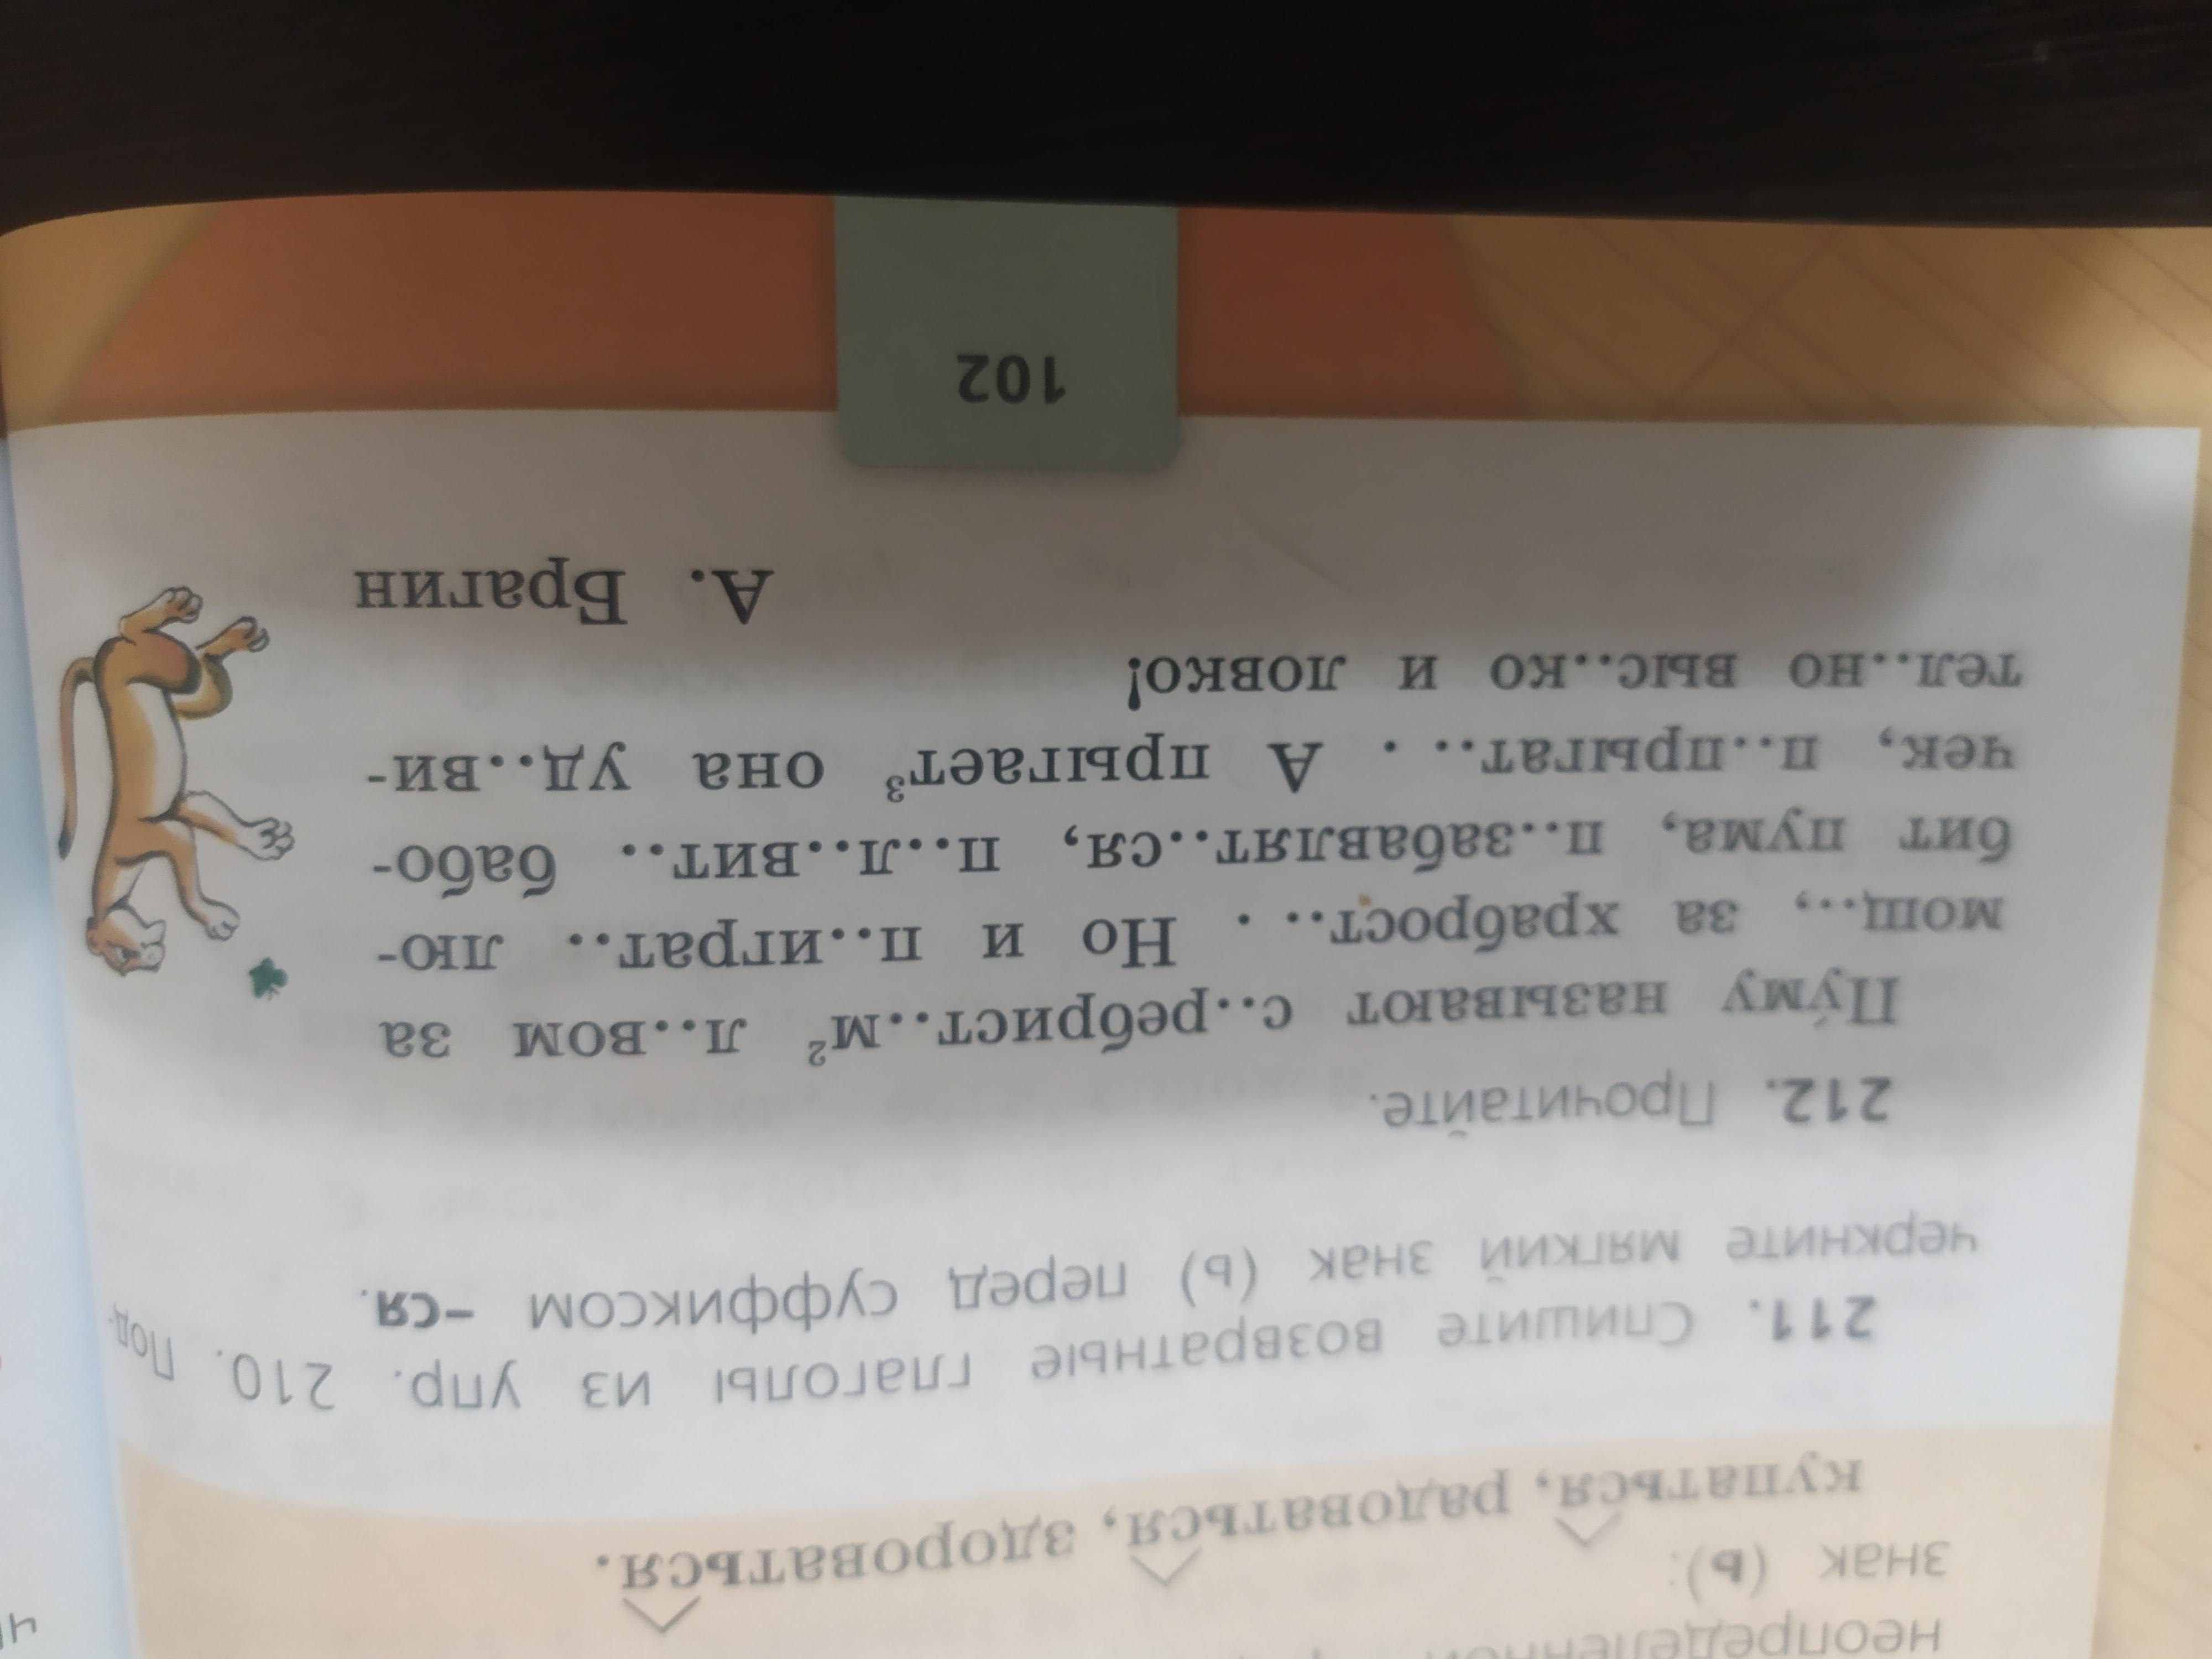 знак (ь):
купаться, радоваться, здороваться.
211. Спишите возвратные глаголы из упр. 210. Под-
черкните мягкий знак (ь) перед суффиксом -ся.
212. Прочитайте.
Пу́му называют с..ребрист..м² л..вом за
мощ.., за храброст.. . Но и п..играт.. лю-
бит пума, п..забавлят..ся, п..л..вит.. бабо-
чек, п..прыгат.. . А прыгает³ она уд..ви-
тел..но выс..ко и ловко!
А. Брагин
102